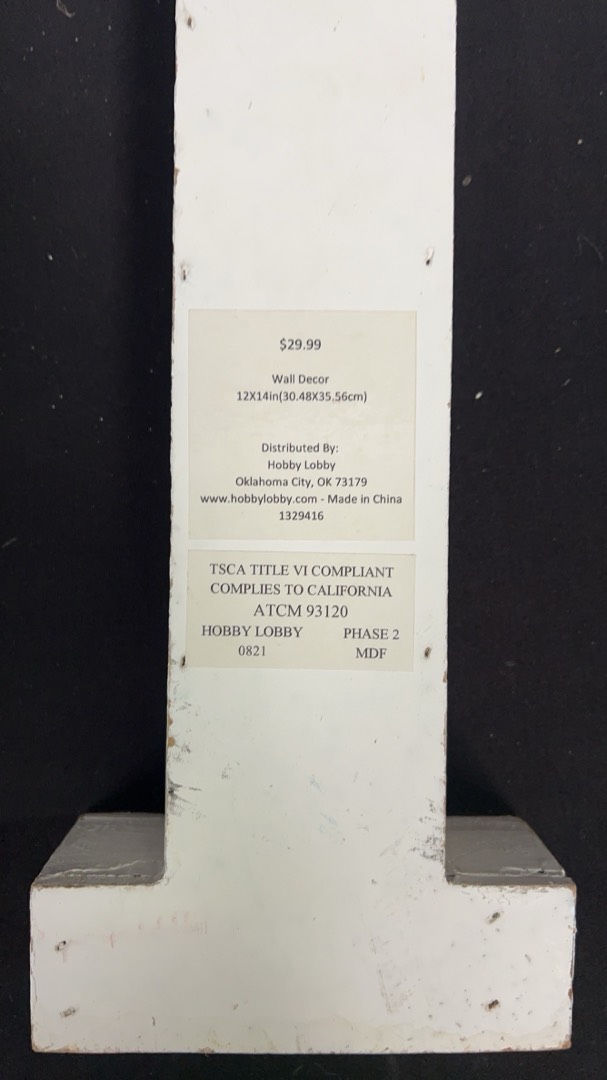 $29.99
Wall Decor
12X14in(30.48X35.56cm)
Distributed By:
Hobby Lobby
Oklahoma City, OK 73179
www.hobbylobby.com - Made in China
1329416
TSCA TITLE VI COMPLIANT
COMPLIES TO CALIFORNIA
ATCM 93120
HOBBY LOBBY PHASE 2
0821 MDF